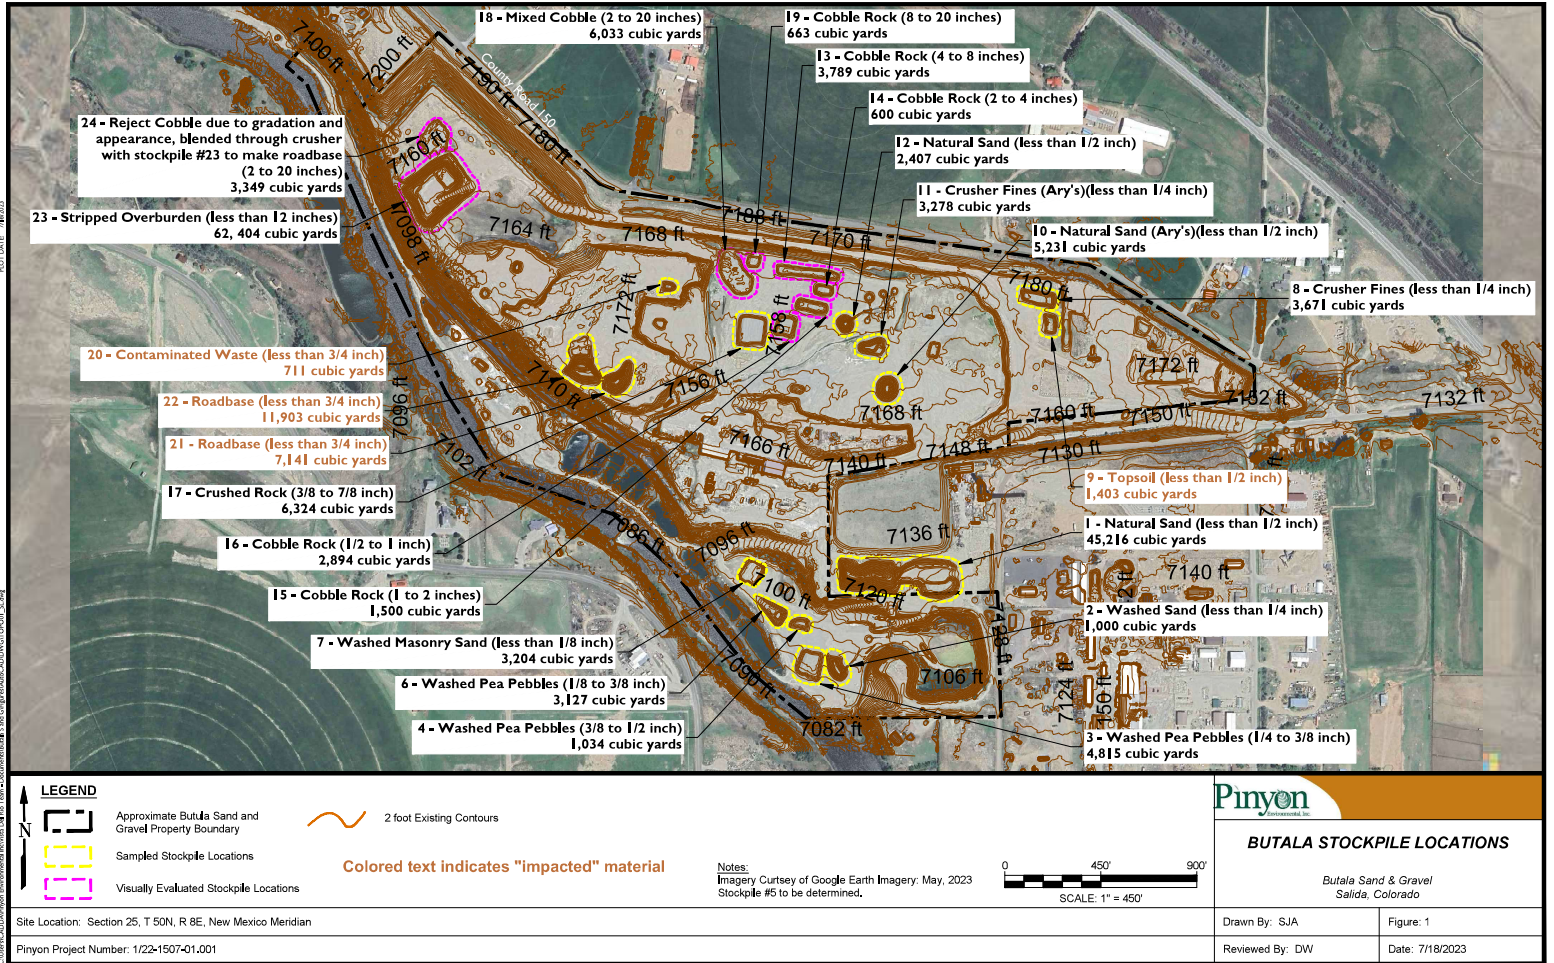 18 - Mixed Cobble (2 to 20 inches)
6,033 cubic yards
19 - Cobble Rock (8 to 20 inches)
663 cubic yards
13 - Cobble Rock (4 to 8 inches)
3,789 cubic yards
14 - Cobble Rock (2 to 4 inches)
600 cubic yards
12 - Natural Sand (less than 1/2 inch)
2,407 cubic yards
11 - Crusher Fines (Ary's)(less than 1/4 inch)
3,278 cubic yards
10 - Natural Sand (Ary's)(less than 1/2 inch)
5,231 cubic yards
8 - Crusher Fines (less than 1/4 inch)
3,671 cubic yards
24 - Reject Cobble due to gradation and
appearance, blended through crusher
with stockpile #23 to make roadbase
(2 to 20 inches)
3,349 cubic yards
23 - Stripped Overburden (less than 12 inches)
62, 404 cubic yards
20 - Contaminated Waste (less than 3/4 inch)
711 cubic yards
22 - Roadbase (less than 3/4 inch)
11,903 cubic yards
21 - Roadbase (less than 3/4 inch)
7,141 cubic yards
17 - Crushed Rock (3/8 to 7/8 inch)
6,324 cubic yards
16 - Cobble Rock (1/2 to 1 inch)
2,894 cubic yards
15 - Cobble Rock (1 to 2 inches)
1,500 cubic yards
7 - Washed Masonry Sand (less than 1/8 inch)
3,204 cubic yards
6 - Washed Pea Pebbles (1/8 to 3/8 inch)
3,127 cubic yards
4 - Washed Pea Pebbles (3/8 to 1/2 inch)
1,034 cubic yards
9 - Topsoil (less than 1/2 inch)
1,403 cubic yards
1 - Natural Sand (less than 1/2 inch)
45,216 cubic yards
2 - Washed Sand (less than 1/4 inch)
1,000 cubic yards
3 - Washed Pea Pebbles (1/4 to 3/8 inch)
4,815 cubic yards
7100 ft
7200 ft
7190 ft
County Road 150
7180 ft
7160 ft
7098 ft
7164 ft
7168 ft
7188 ft
7170 ft
7180 ft
7172 ft
7158 ft
7172 ft
7152 ft
7132 ft
7096 ft
7110 ft
7156 ft
7168 ft
7160 ft
7150 ft
7102 ft
7166 ft
7140 ft
7148 ft
7130 ft
7086 ft
7096 ft
7136 ft
7100 ft
7120 ft
7140 ft
7128 ft
7090 ft
7106 ft
7124 ft
7082 ft
LEGEND
N
Approximate Butula Sand and
Gravel Property Boundary
2 foot Existing Contours
Sampled Stockpile Locations
Colored text indicates "impacted" material
Visually Evaluated Stockpile Locations
Notes:
Imagery Curtsey of Google Earth Imagery: May, 2023
Stockpile #5 to be determined.
0 450' 900'
SCALE: 1" = 450'
Site Location: Section 25, T 50N, R 8E, New Mexico Meridian
Pinyon Project Number: 1/22-1507-01.001
Pinyon
Environmental, Inc.
BUTALA STOCKPILE LOCATIONS
Butala Sand & Gravel
Salida, Colorado
Drawn By: SJA
Figure: 1
Reviewed By: DW
Date: 7/18/2023